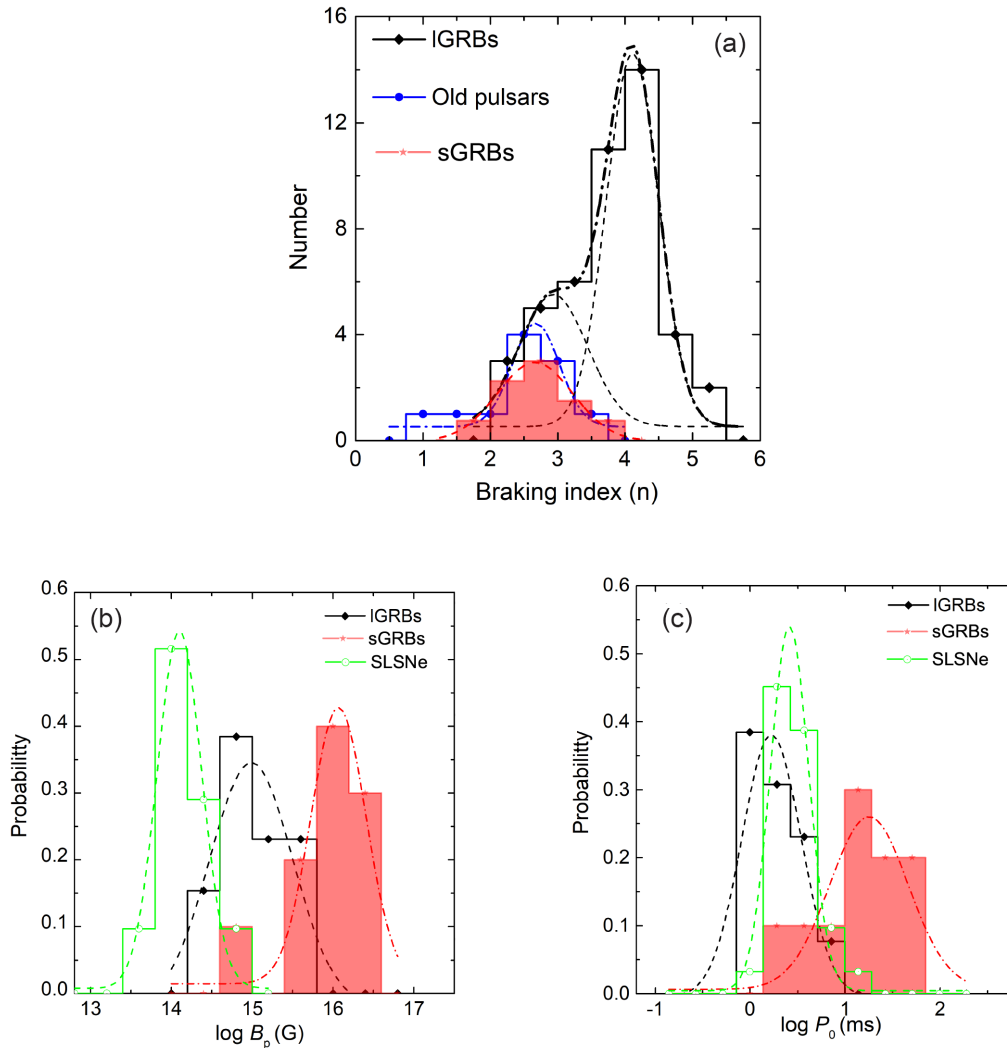 16
12
8
4
0
Number
lGRBs
Old pulsars
sGRBs
(a)
0 1 2 3 4 5 6
Braking index (n)
0.6
0.5
0.4
0.3
0.2
0.1
0.0
Probabilitty
(b)
lGRBs
sGRBs
SLSNe
13 14 15 16 17
log Bp (G)
0.6
0.5
0.4
0.3
0.2
0.1
0.0
Probabilitty
(c)
lGRBs
sGRBs
SLSNe
-1 0 1 2
log P0 (ms)